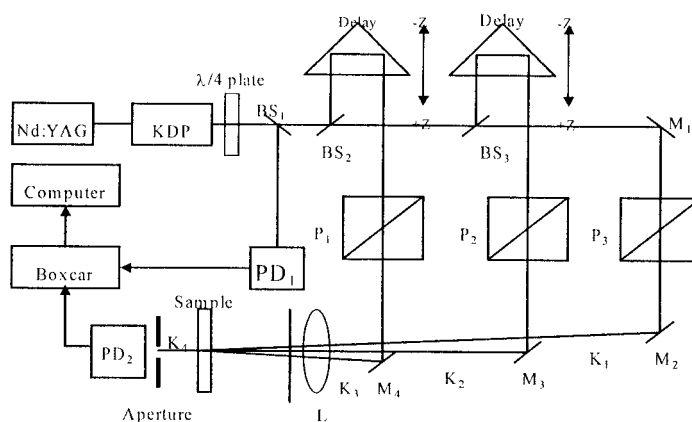 Delay
-Z
Delay
-Z
λ/4 plate
Nd:YAG
KDP
BS1
BS2
+Z
BS3
+Z
M1
Computer
P1
P2
P3
Boxcar
PD1
Sample
PD2
K4
Aperture
L
K3
M4
K2
M3
K1
M2